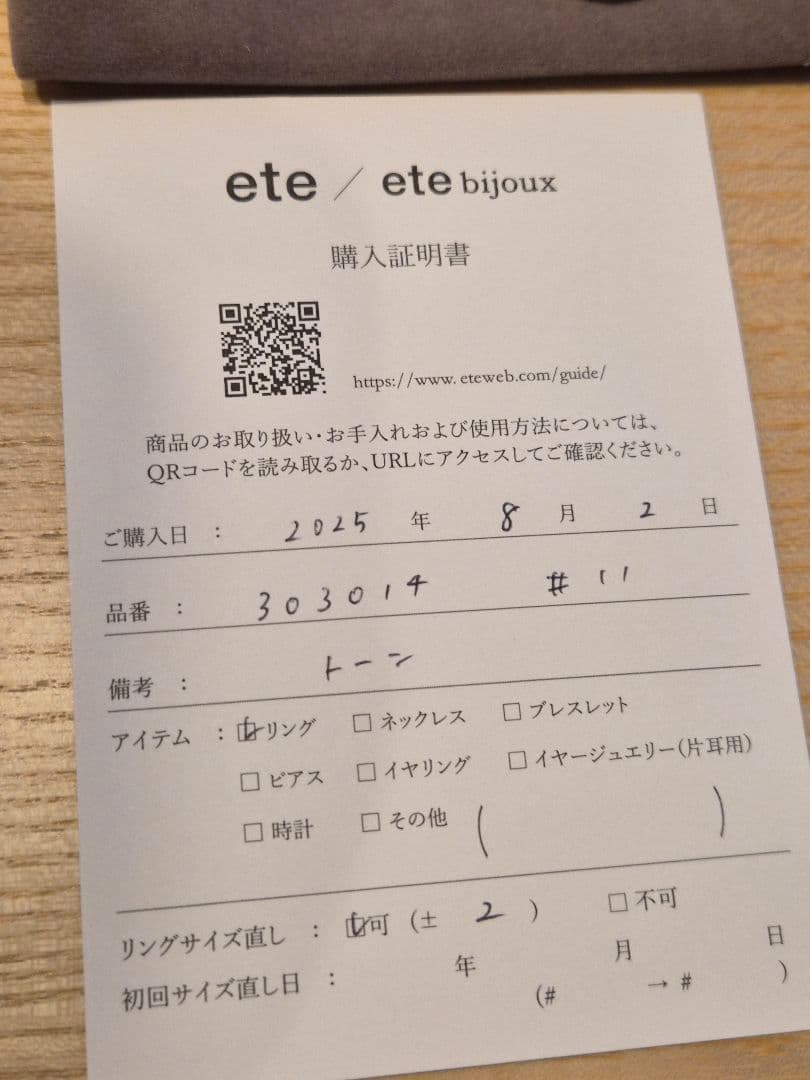 ete / ete bijoux
購入証明書
https://www.eteweb.com/guide/
商品のお取り扱い・お手入れおよび使用方法については、
QRコードを読み取るか、URLにアクセスしてご確認ください。
ご購入日 : 2025 年 8 月 2 日
品番 : 303014 # 11
備考 : トーン
アイテム : ☑リング □ネックレス □ブレスレット
□ピアス □イヤリング □イヤージュエリー(片耳用)
□時計 □その他 ( )
リングサイズ直し : ☑可 (± 2 ) □不可
初回サイズ直し日 : 年 月 日
(# → # )